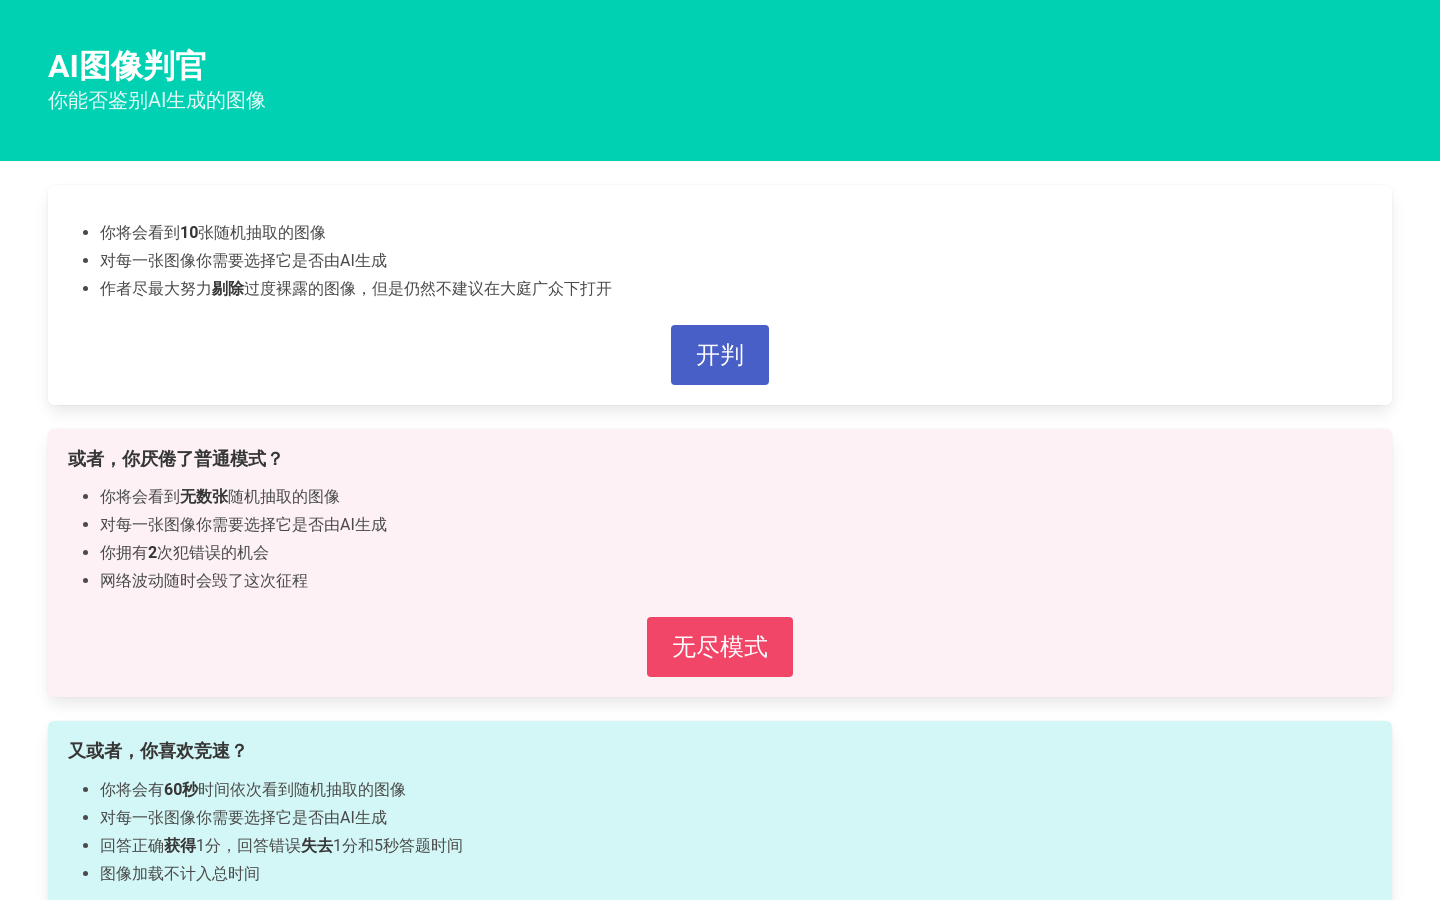 AI图像判官
你能否鉴别AI生成的图像
你将会看到10张随机抽取的图像
对每一张图像你需要选择它是否由AI生成
作者尽最大努力剔除过度裸露的图像，但是仍然不建议在大庭广众下打开
开判
或者，你厌倦了普通模式？
你将会看到无数张随机抽取的图像
对每一张图像你需要选择它是否由AI生成
你拥有2次犯错误的机会
网络波动随时会毁了这次征程
无尽模式
又或者，你喜欢竞速？
你将会有60秒时间依次看到随机抽取的图像
对每一张图像你需要选择它是否由AI生成
回答正确获得1分，回答错误失去1分和5秒答题时间
图像加载不计入总时间